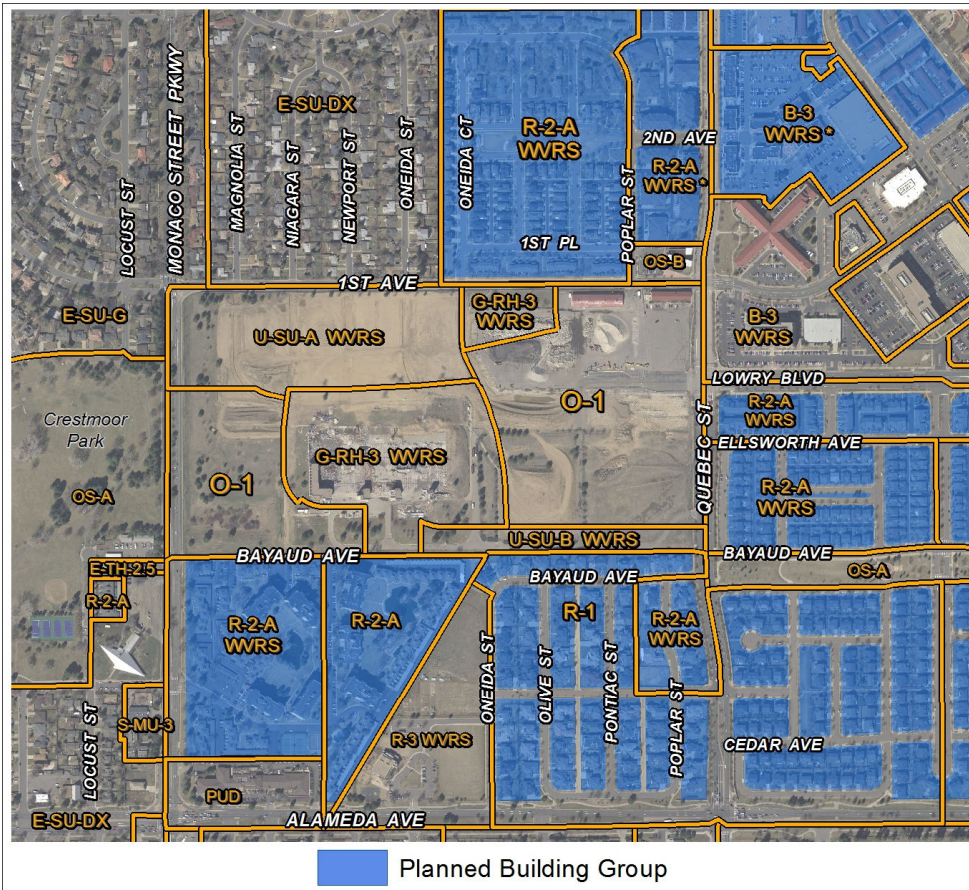 LOCUST ST
MONACO STREET PKWY
MAGNOLIA ST
NIAGARA ST
NEWPORT ST
ONEIDA ST
E-SU-DX
ONEIDA CT
R-2-A
WVRS
POPLAR ST
2ND AVE
R-2-A
WVRS *
B-3
WVRS *
1ST PL
OS-B
1ST AVE
E-SU-G
U-SU-A WVRS
G-RH-3
WVRS
B-3
WVRS
LOWRY BLVD
Crestmoor
Park
OS-A
O-1
G-RH-3 WVRS
O-1
QUEBEC ST
R-2-A
WVRS
ELLSWORTH AVE
R-2-A
WVRS
U-SU-B WVRS
BAYAUD AVE
BAYAUD AVE
BAYAUD AVE
OS-A
E-TH-2.5
R-2-A
R-2-A
WVRS
R-2-A
R-1
R-2-A
WVRS
ONEIDA ST
OLIVE ST
PONTIAC ST
POPLAR ST
S-MU-3
LOCUST ST
R-3 WVRS
CEDAR AVE
PUD
E-SU-DX
ALAMEDA AVE
Planned Building Group